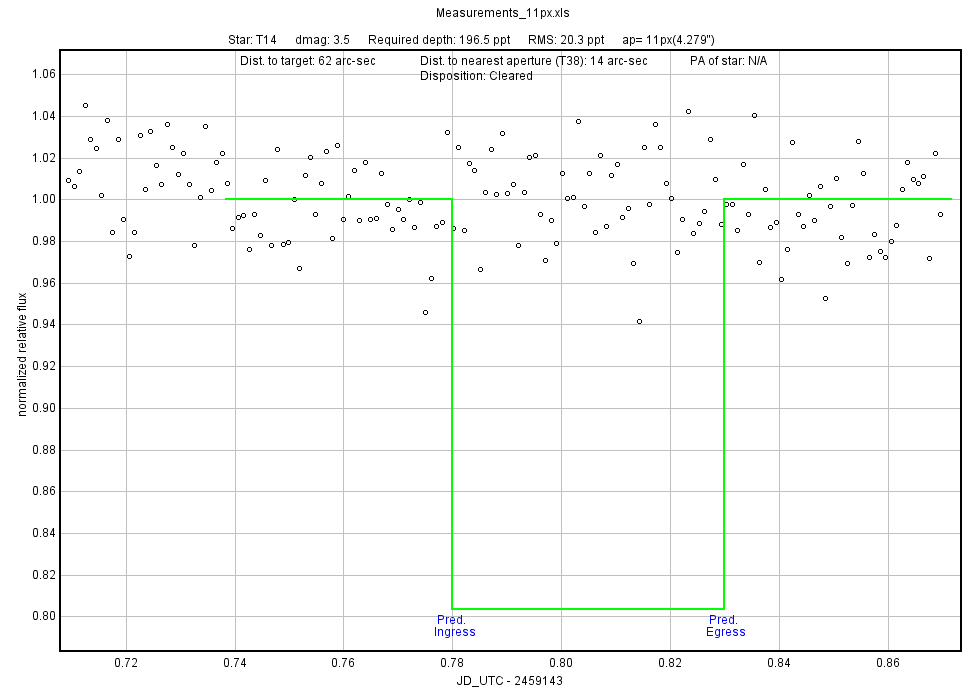 Measurements_11px.xls
Star: T14 dmag: 3.5 Required depth: 196.5 ppt RMS: 20.3 ppt ap= 11px(4.279")
Dist. to target: 62 arc-sec Dist. to nearest aperture (T38): 14 arc-sec PA of star: N/A
Disposition: Cleared
1.06
1.04
1.02
1.00
0.98
0.96
0.94
0.92
0.90
0.88
0.86
0.84
0.82
0.80
normalized relative flux
Pred.
Ingress
Pred.
Egress
0.72 0.74 0.76 0.78 0.80 0.82 0.84 0.86
JD_UTC - 2459143